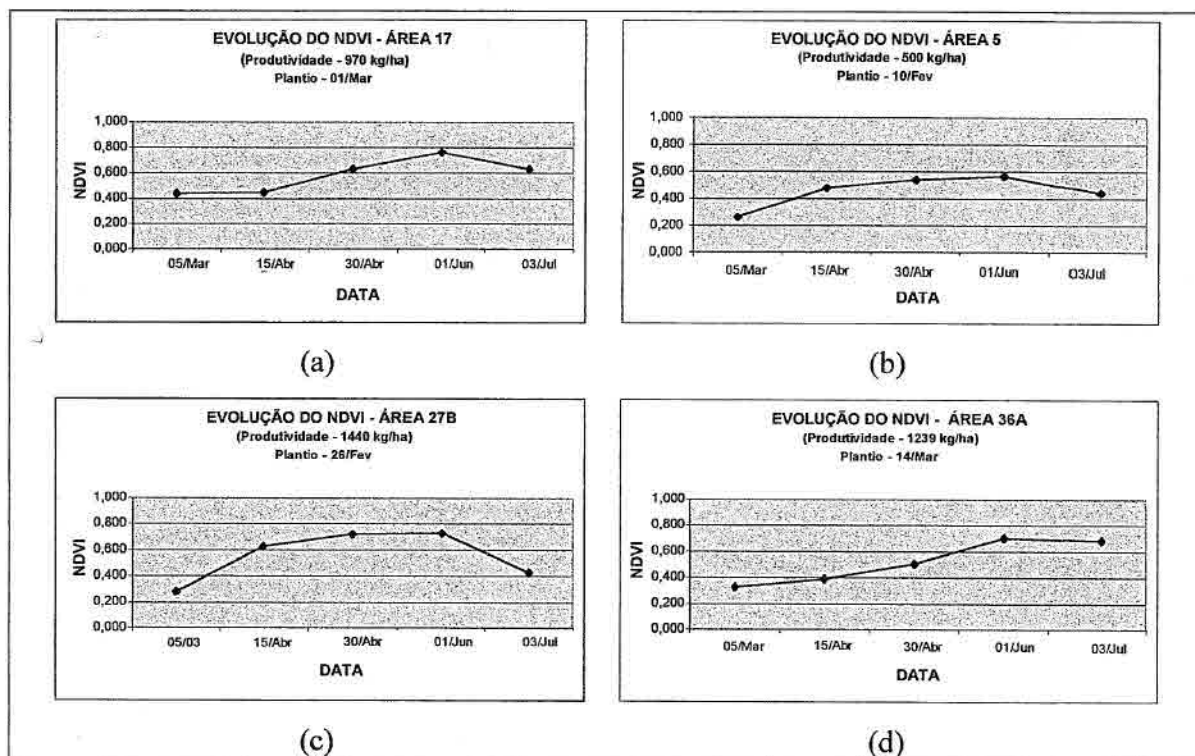 EVOLUÇÃO DO NDVI - ÁREA 17
(Produtividade - 970 kg/ha)
Plantio - 01/Mar
1,000
0,800
0,600
0,400
0,200
0,000
NDVI
05/Mar 15/Abr 30/Abr 01/Jun 03/Jul
DATA
(a)
EVOLUÇÃO DO NDVI - ÁREA 5
(Produtividade - 500 kg/ha)
Plantio - 10/Fev
1,000
0,800
0,600
0,400
0,200
0,000
NDVI
05/Mar 15/Abr 30/Abr 01/Jun 03/Jul
DATA
(b)
EVOLUÇÃO DO NDVI - ÁREA 27B
(Produtividade - 1440 kg/ha)
Plantio - 26/Fev
1,000
0,800
0,600
0,400
0,200
0,000
NDVI
05/03 15/Abr 30/Abr 01/Jun 03/Jul
DATA
(c)
EVOLUÇÃO DO NDVI - ÁREA 36A
(Produtividade - 1239 kg/ha)
Plantio - 14/Mar
1,000
0,800
0,600
0,400
0,200
0,000
NDVI
05/Mar 15/Abr 30/Abr 01/Jun 03/Jul
DATA
(d)